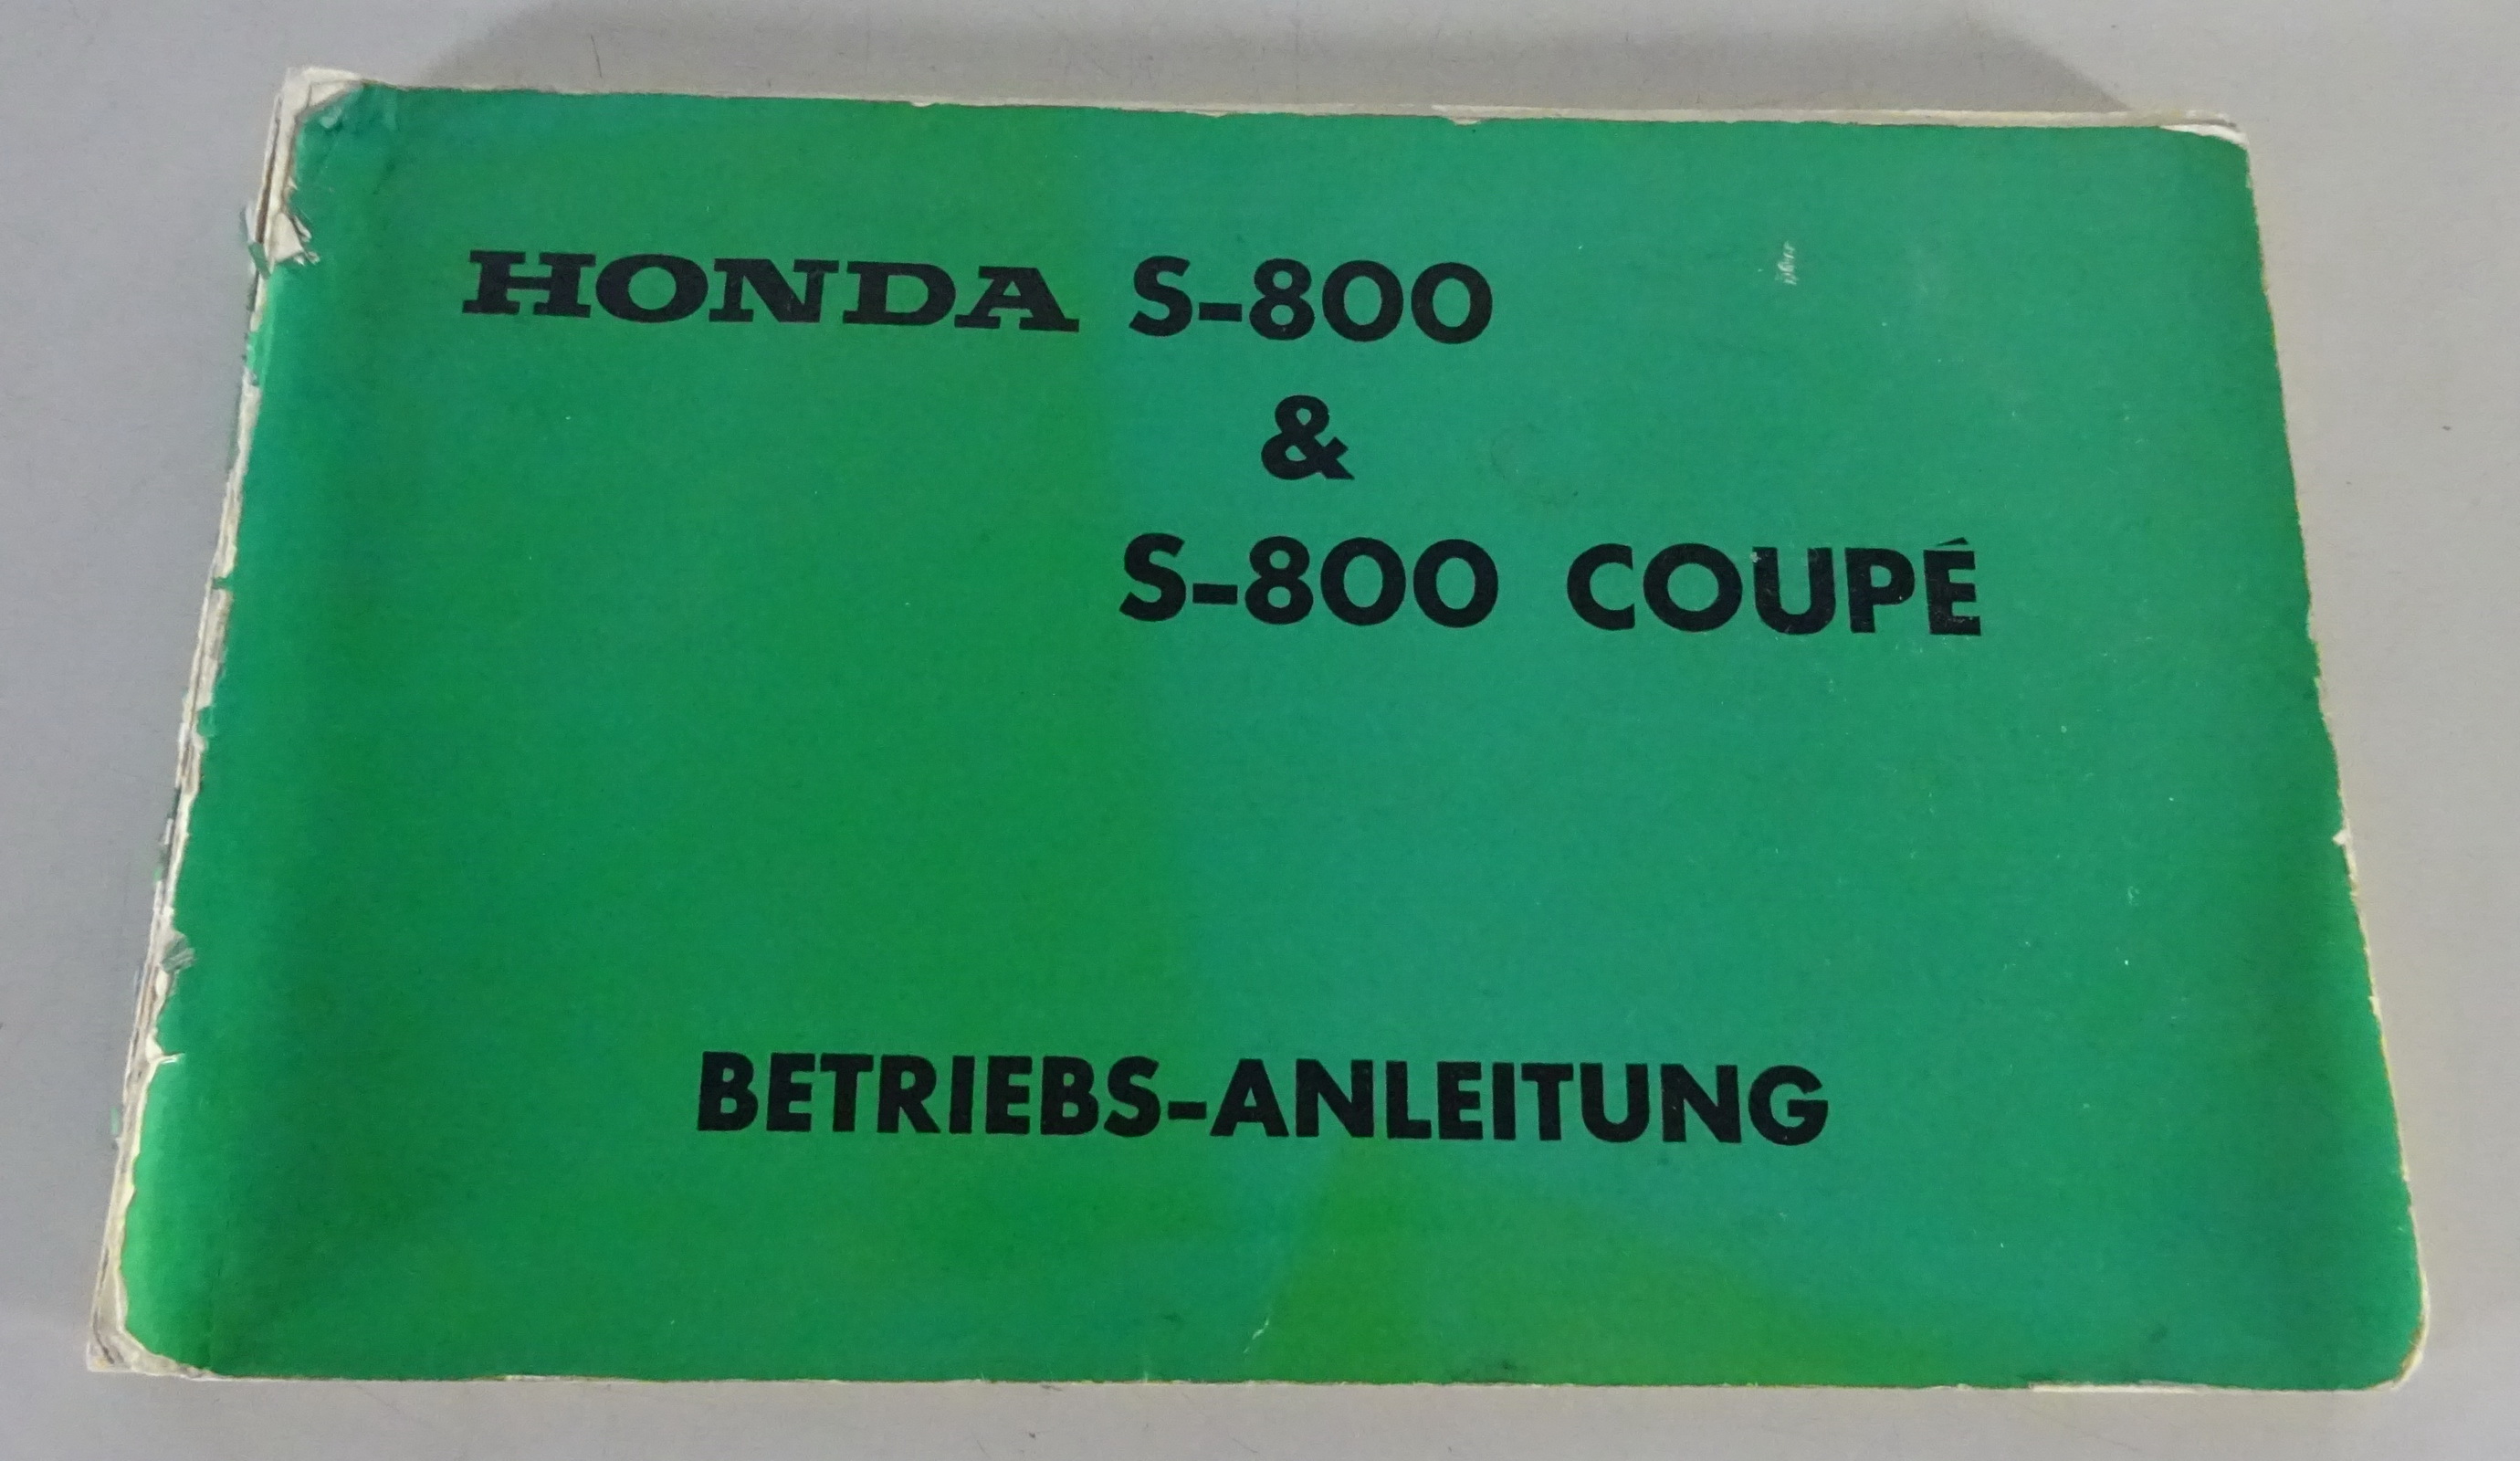 HONDA S-800
&
S-800 COUPÉ
BETRIEBS-ANLEITUNG